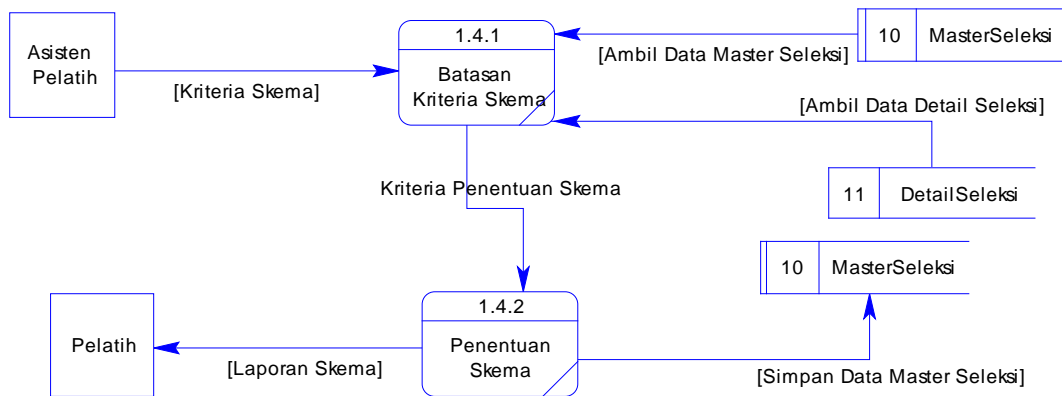 1.4.1
10 MasterSeleksi
Asisten
Pelatih
[Ambil Data Master Seleksi]
Batasan
Kriteria Skema
[Kriteria Skema]
[Ambil Data Detail Seleksi]
Kriteria Penentuan Skema
11 DetailSeleksi
10 MasterSeleksi
1.4.2
Pelatih
Penentuan
Skema
[Laporan Skema]
[Simpan Data Master Seleksi]